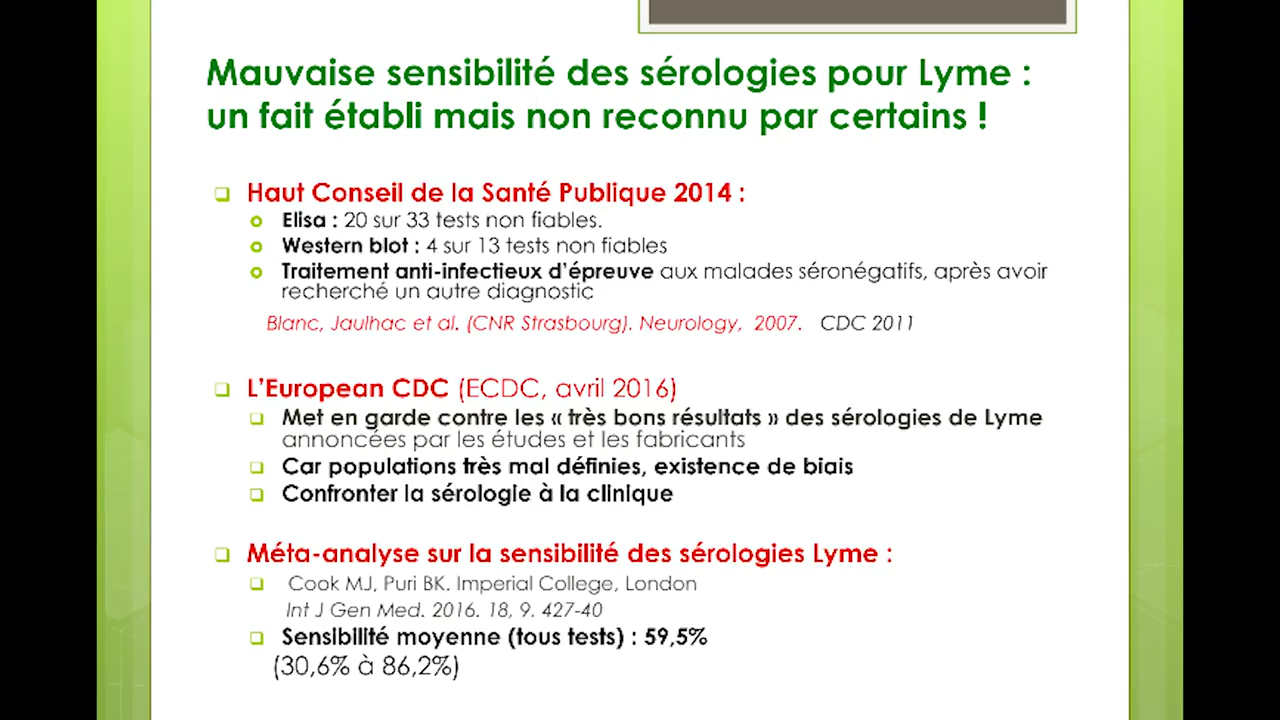 Mauvaise sensibilité des sérologies pour Lyme :
un fait établi mais non reconnu par certains !
Haut Conseil de la Santé Publique 2014 :
Elisa : 20 sur 33 tests non fiables.
Western blot : 4 sur 13 tests non fiables
Traitement anti-infectieux d'épreuve aux malades séronégatifs, après avoir
recherché un autre diagnostic
Blanc, Jaulhac et al. (CNR Strasbourg). Neurology, 2007. CDC 2011
L'European CDC (ECDC, avril 2016)
Met en garde contre les « très bons résultats » des sérologies de Lyme
annoncées par les études et les fabricants
Car populations très mal définies, existence de biais
Confronter la sérologie à la clinique
Méta-analyse sur la sensibilité des sérologies Lyme :
Cook MJ, Puri BK. Imperial College, London
Int J Gen Med. 2016. 18, 9. 427-40
Sensibilité moyenne (tous tests) : 59,5%
(30,6% à 86,2%)